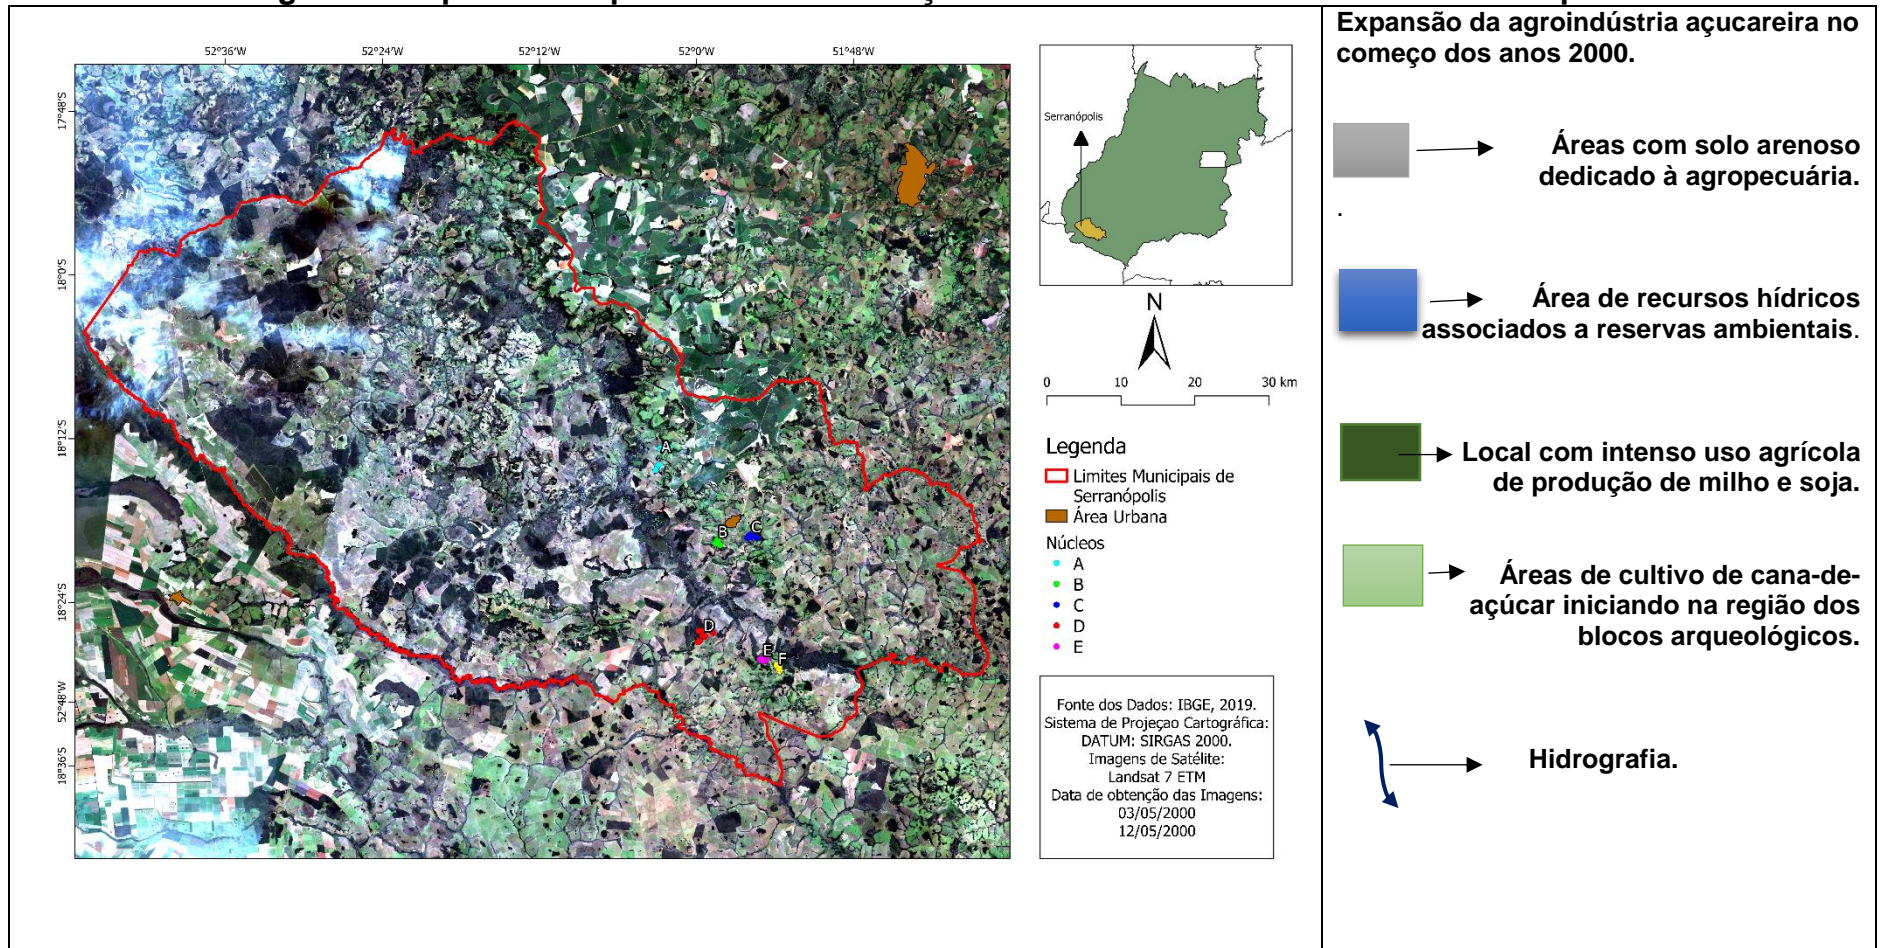 52°36'W 52°24'W 52°12'W 52°0'W 51°48'W
17°48'S
18°0'S
18°12'S
18°24'S
52°48'W
18°36'S
A
B
C
D
E
F
Serranópolis
N
0 10 20 30 km
Legenda
Limites Municipais de
Serranópolis
Área Urbana
Núcleos
A
B
C
D
E
Fonte dos Dados: IBGE, 2019.
Sistema de Projeçao Cartográfica:
DATUM: SIRGAS 2000.
Imagens de Satélite:
Landsat 7 ETM
Data de obtenção das Imagens:
03/05/2000
12/05/2000
Expansão da agroindústria açucareira no
começo dos anos 2000.
Áreas com solo arenoso
dedicado à agropecuária.
.
Área de recursos hídricos
associados a reservas ambientais.
Local com intenso uso agrícola
de produção de milho e soja.
Áreas de cultivo de cana-de-
açúcar iniciando na região dos
blocos arqueológicos.
Hidrografia.